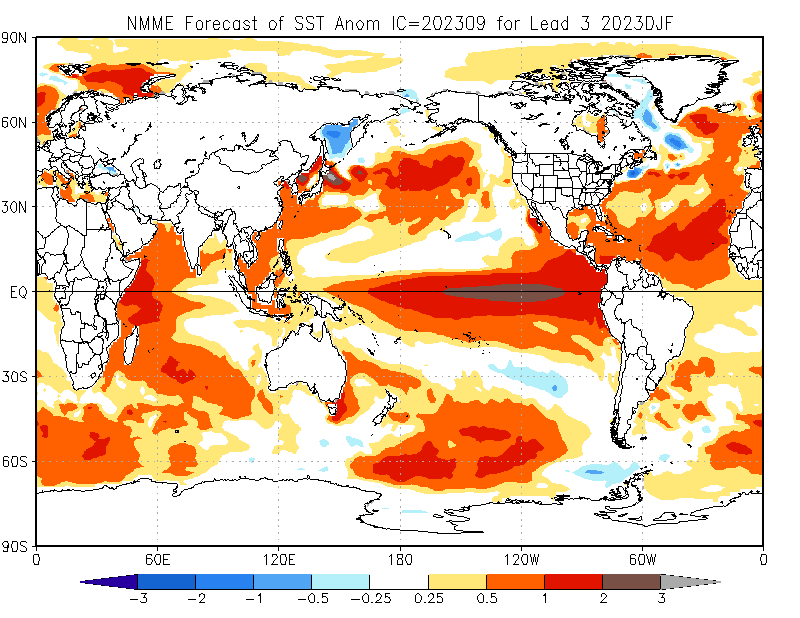 NMME Forecast of SST Anom IC=202309 for Lead 3 2023DJF
90N
60N
30N
EQ
30S
60S
90S
0 60E 120E 180 120W 60W 0
-3 -2 -1 -0.5 -0.25 0.25 0.5 1 2 3